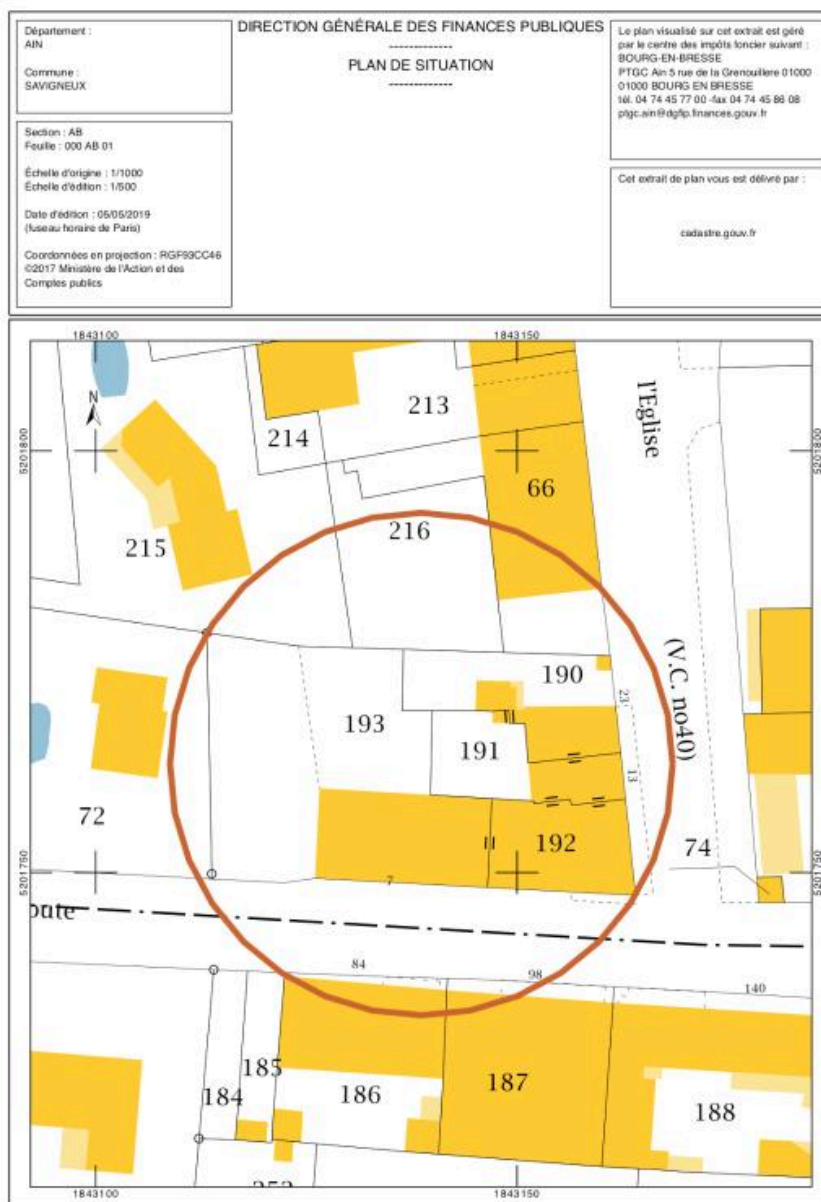 Département :
AIN
Commune :
SAVIGNEUX
Section : AB
Feuille : 000 AB 01
Échelle d'origine : 1/1000
Échelle d'édition : 1/500
Date d'édition : 05/05/2019
(fuseau horaire de Paris)
Coordonnées en projection : RGF93CC46
©2017 Ministère de l'Action et des
Comptes publics
DIRECTION GÉNÉRALE DES FINANCES PUBLIQUES
-------------
PLAN DE SITUATION
-------------
Le plan visualisé sur cet extrait est géré
par le centre des impôts foncier suivant :
BOURG-EN-BRESSE
PTGC Ain 5 rue de la Grenouillere 01000
01000 BOURG EN BRESSE
tél. 04 74 45 77 00 -fax 04 74 45 86 08
ptgc.ain@dgfip.finances.gouv.fr
Cet extrait de plan vous est délivré par :
cadastre.gouv.fr
1843100
1843150
N
5201800
5201800
l'Eglise
213
214
66
215
216
(V.C. no40)
190
23
193
191
13
72
192
74
5201750
5201750
7
oute
84
98
140
185
184
186
187
188
1843100
1843150